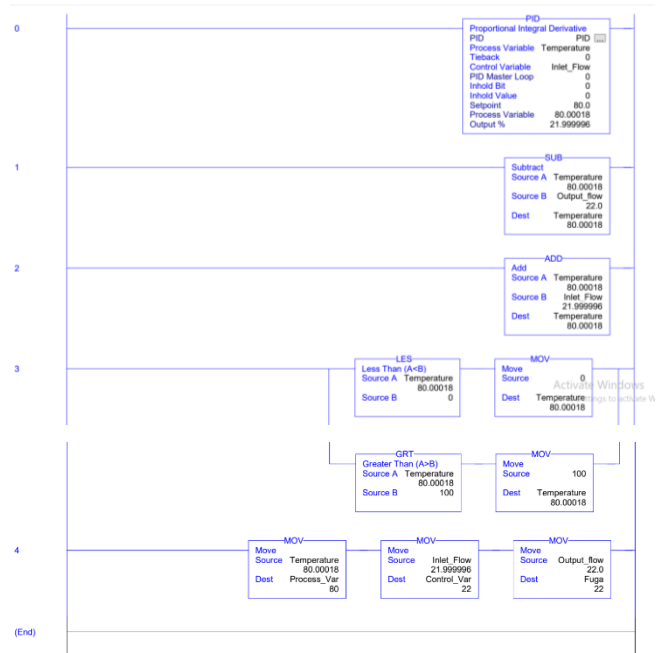 0
PID
Proportional Integral Derivative
PID PID ...
Process Variable Temperature
Tieback 0
Control Variable Inlet_Flow
PID Master Loop 0
Inhold Bit 0
Inhold Value 0
Setpoint 80.0
Process Variable 80.00018
Output % 21.999996
1
SUB
Subtract
Source A Temperature
80.00018
Source B Output_flow
22.0
Dest Temperature
80.00018
2
ADD
Add
Source A Temperature
80.00018
Source B Inlet_Flow
21.999996
Dest Temperature
80.00018
3
LES
Less Than (A<B)
Source A Temperature
80.00018
Source B 0
MOV
Move
Source 0
Dest Temperature
80.00018
Activate Windows
to activate W
GRT
Greater Than (A>B)
Source A Temperature
80.00018
Source B 100
MOV
Move
Source 100
Dest Temperature
80.00018
4
MOV
Move
Source Temperature
80.00018
Dest Process_Var
80
MOV
Move
Source Inlet_Flow
21.999996
Dest Control_Var
22
MOV
Move
Source Output_flow
22.0
Dest Fuga
22
(End)